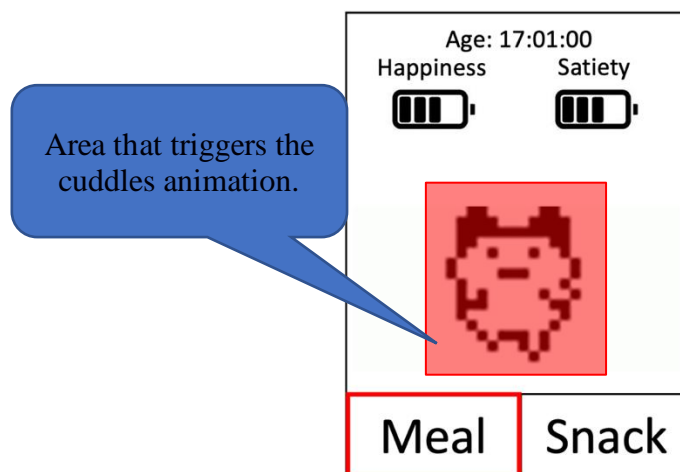 Age: 17:01:00
Happiness Satiety
Area that triggers the
cuddles animation.
Meal Snack